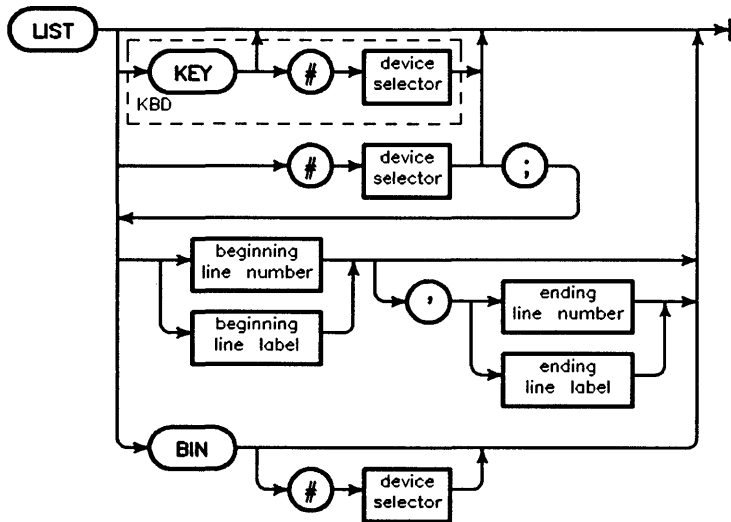 LIST
KEY
#
device
selector
KBD
#
device
selector
;
beginning
line number
,
ending
line number
beginning
line label
ending
line label
BIN
#
device
selector